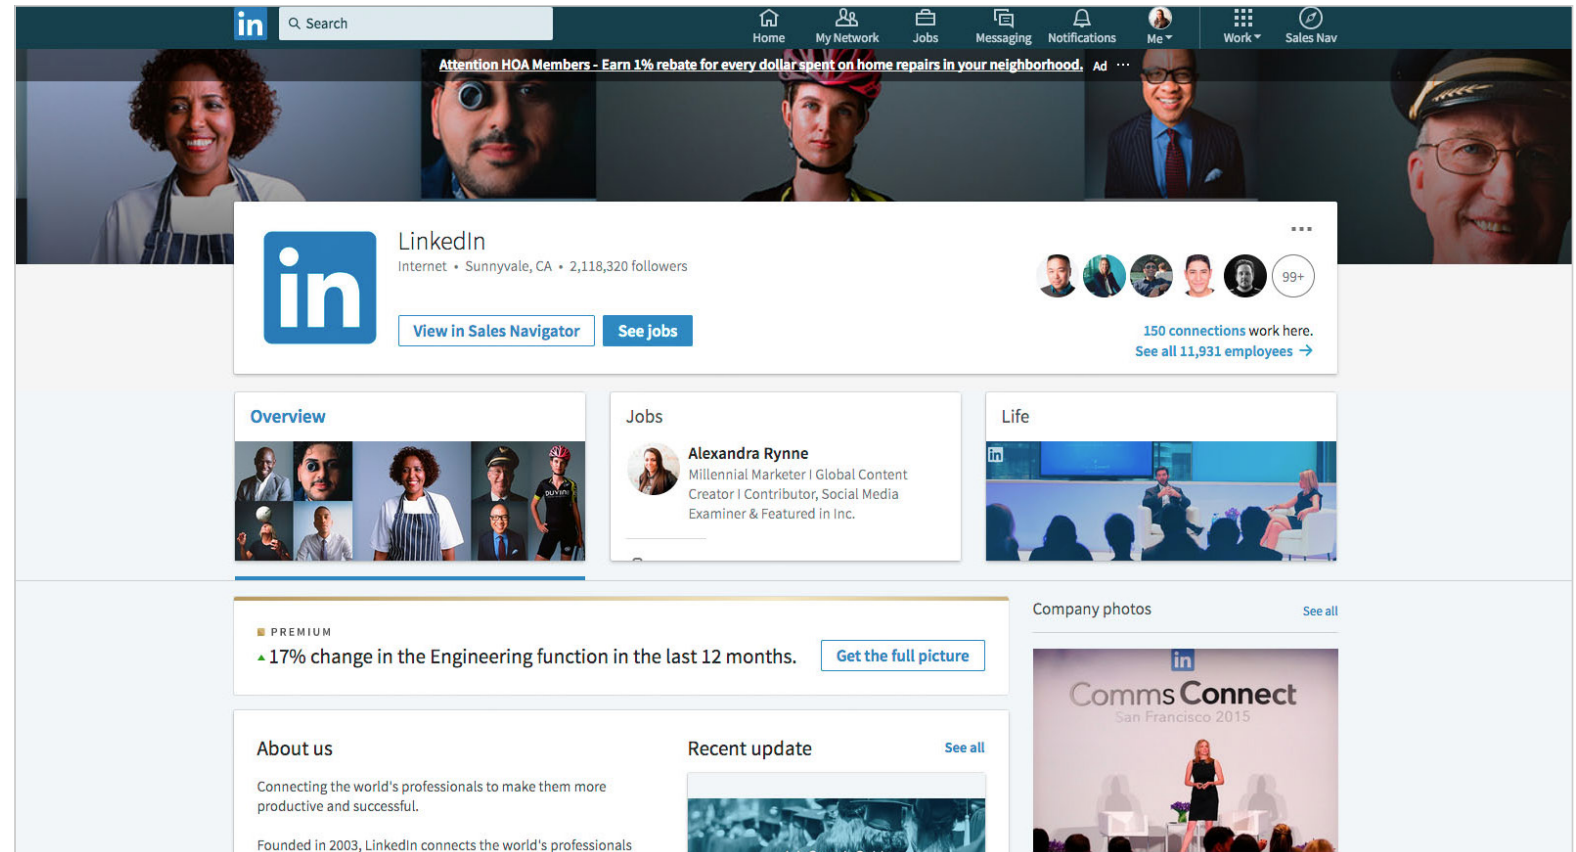 in
Search
Home
My Network
Jobs
Messaging
Notifications
Me
Work
Sales Nav
Attention HOA Members - Earn 1% rebate for every dollar spent on home repairs in your neighborhood. Ad ···
in
LinkedIn
Internet • Sunnyvale, CA • 2,118,320 followers
View in Sales Navigator
See jobs
99+
150 connections work here.
See all 11,931 employees →
Overview
DUVINE
Jobs
Alexandra Rynne
Millennial Marketer I Global Content
Creator I Contributor, Social Media
Examiner & Featured in Inc.
Life
in
PREMIUM
17% change in the Engineering function in the last 12 months.
Get the full picture
Company photos
See all
in
Comms Connect
San Francisco 2015
About us
Connecting the world's professionals to make them more
productive and successful.
Founded in 2003, LinkedIn connects the world's professionals
Recent update
See all